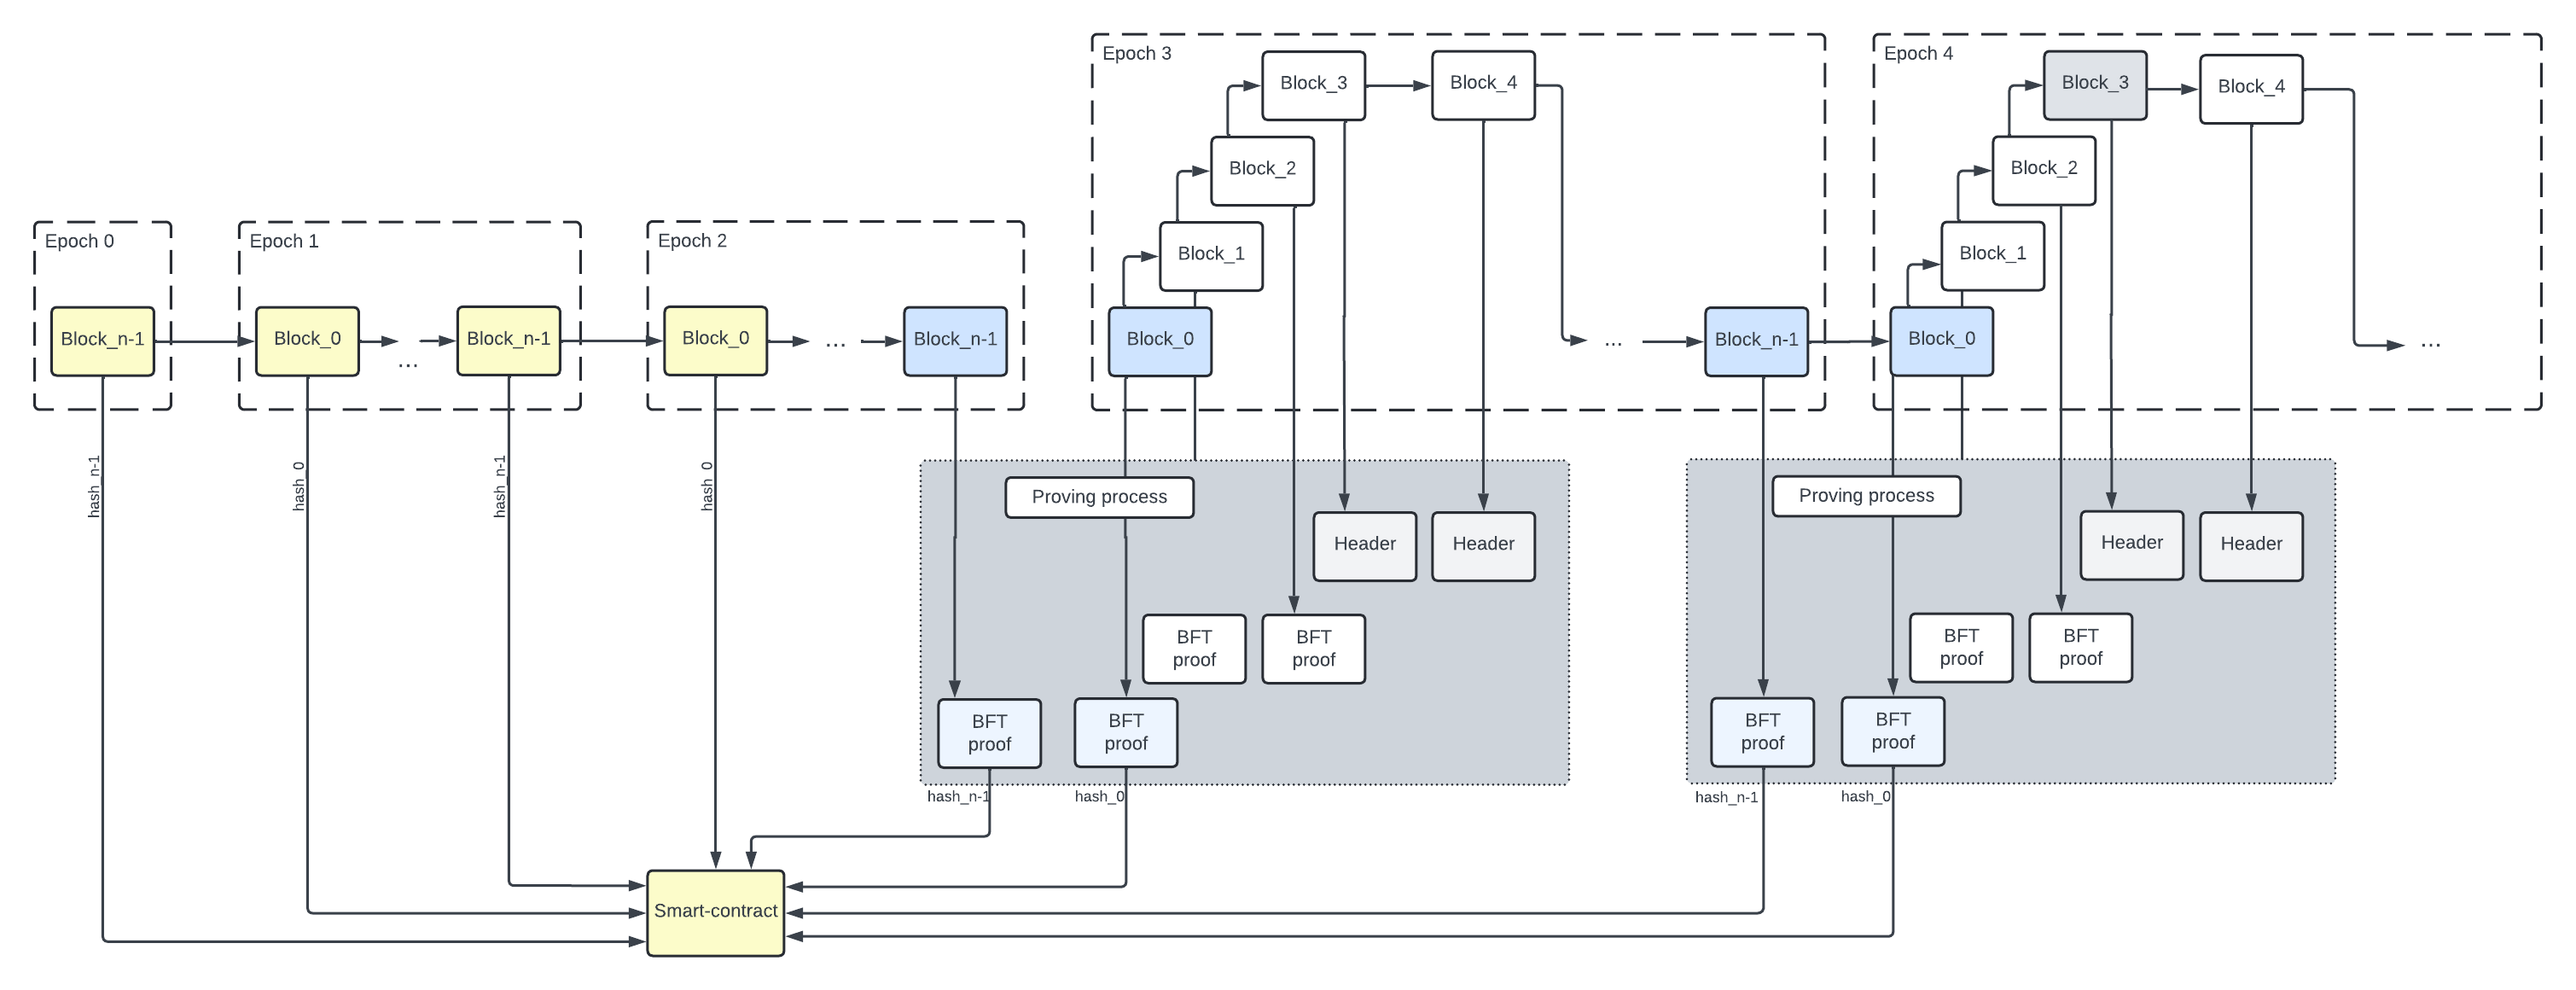 Epoch 3
Block_3
Block_4
Block_2
Block_1
Epoch 4
Block_3
Block_4
Block_2
Block_1
Epoch 0
Block_n-1
Epoch 1
Block_0
...
Block_n-1
Epoch 2
Block_0
...
Block_n-1
Block_0
...
Block_n-1
Block_0
...
hash_n-1
hash_0
hash_n-1
hash_0
Proving process
Header
Header
BFT
proof
BFT
proof
BFT
proof
BFT
proof
hash_n-1
hash_0
Proving process
Header
Header
BFT
proof
BFT
proof
BFT
proof
BFT
proof
hash_n-1
hash_0
Smart-contract